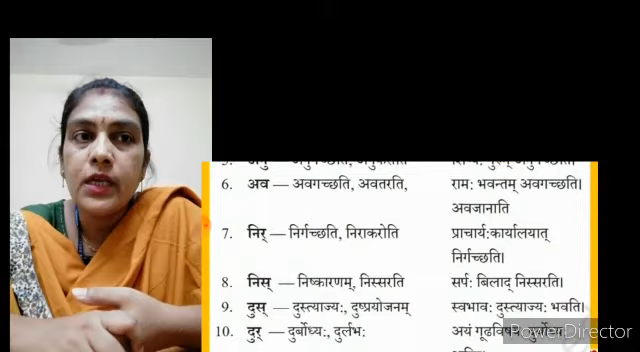 6. अव — अवगच्छति, अवतरति, रामः भवन्तम् अवगच्छति।
अवजानाति
7. निर् — निर्गच्छति, निराकरोति प्राचार्य:कार्यालयात्
निर्गच्छति।
8. निस् — निष्कारणम्, निस्सरति सर्प: बिलाद् निस्सरति।
9. दुस् — दुस्त्याज्य:, दुष्प्रयोजनम् स्वभाव: दुस्त्याज्य: भवति।
10. दुर् — दुर्बोध्य:, दुर्लभ: अयं
PowerDirector